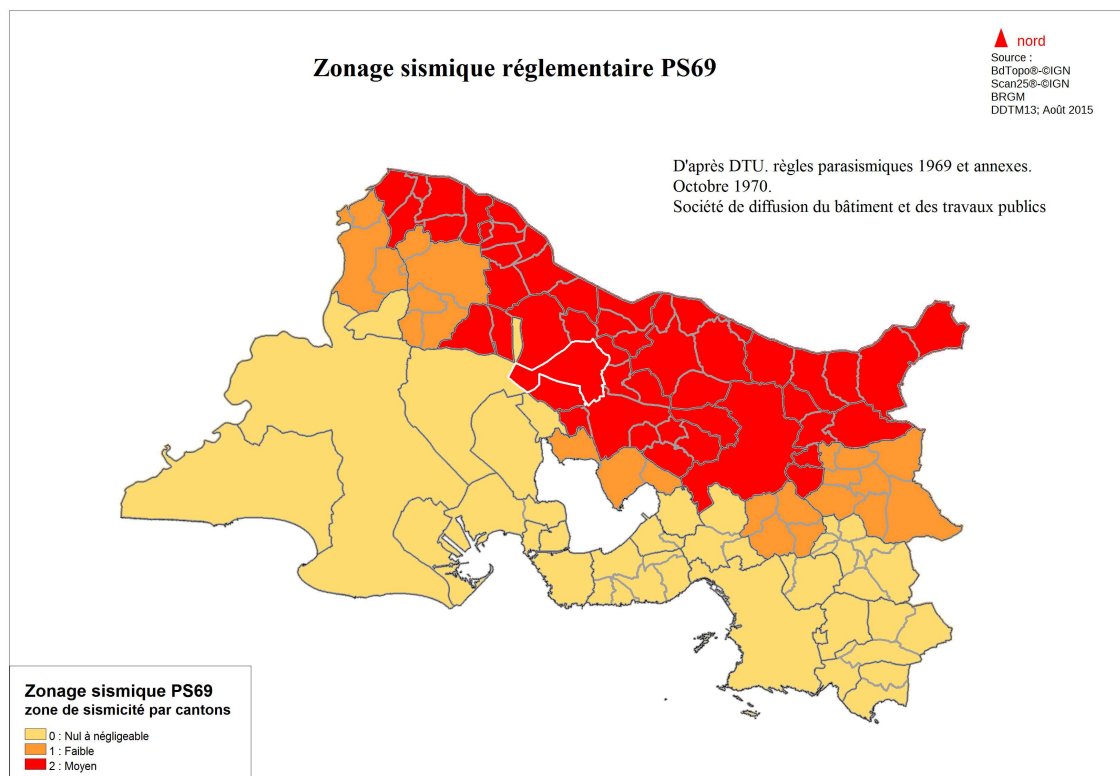 Zonage sismique réglementaire PS69
nord
Source :
BdTopo®-©IGN
Scan25®-©IGN
BRGM
DDTM13; Août 2015
D'après DTU. règles parasismiques 1969 et annexes.
Octobre 1970.
Société de diffusion du bâtiment et des travaux publics
Zonage sismique PS69
zone de sismicité par cantons
0 : Nul à négligeable
1 : Faible
2 : Moyen